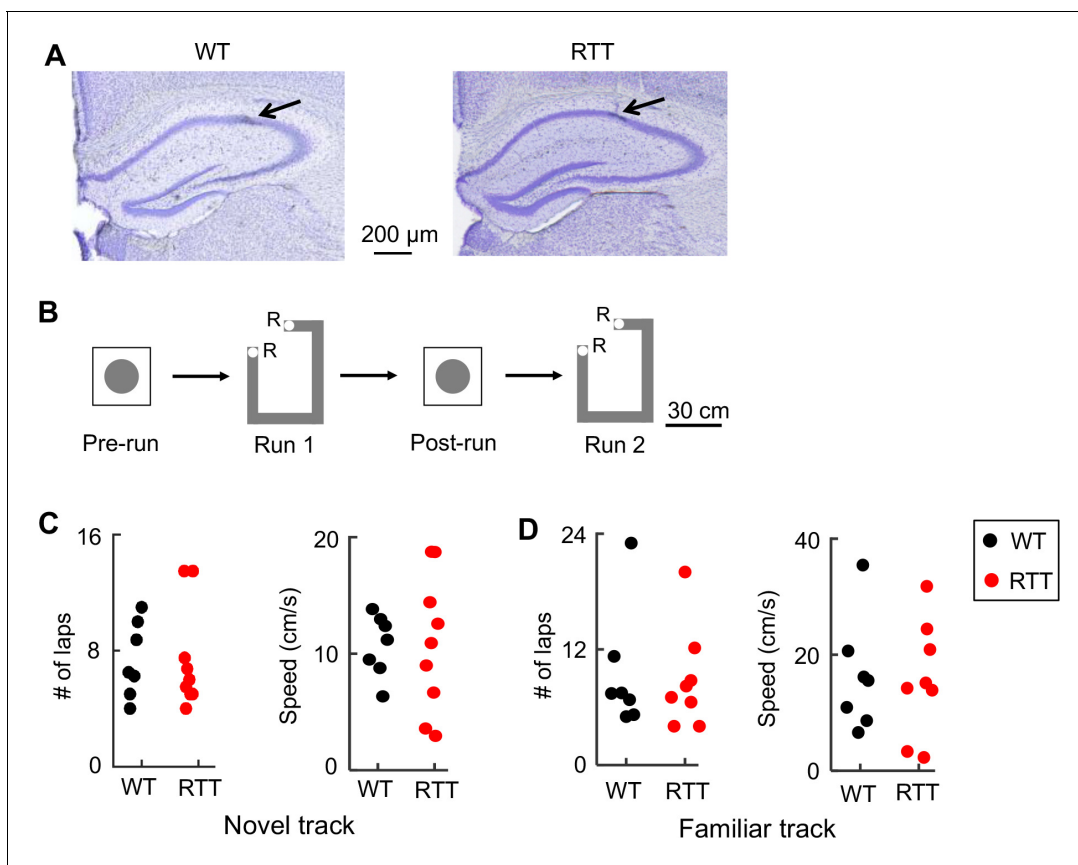 A
WT
RTT
200 µm
B
R
R
R
R
30 cm
Pre-run
Run 1
Post-run
Run 2
C
16
8
0
# of laps
WT
RTT
20
10
0
Speed (cm/s)
WT
RTT
Novel track
D
24
12
0
# of laps
WT
RTT
40
20
0
Speed (cm/s)
WT
RTT
Familiar track
WT
RTT